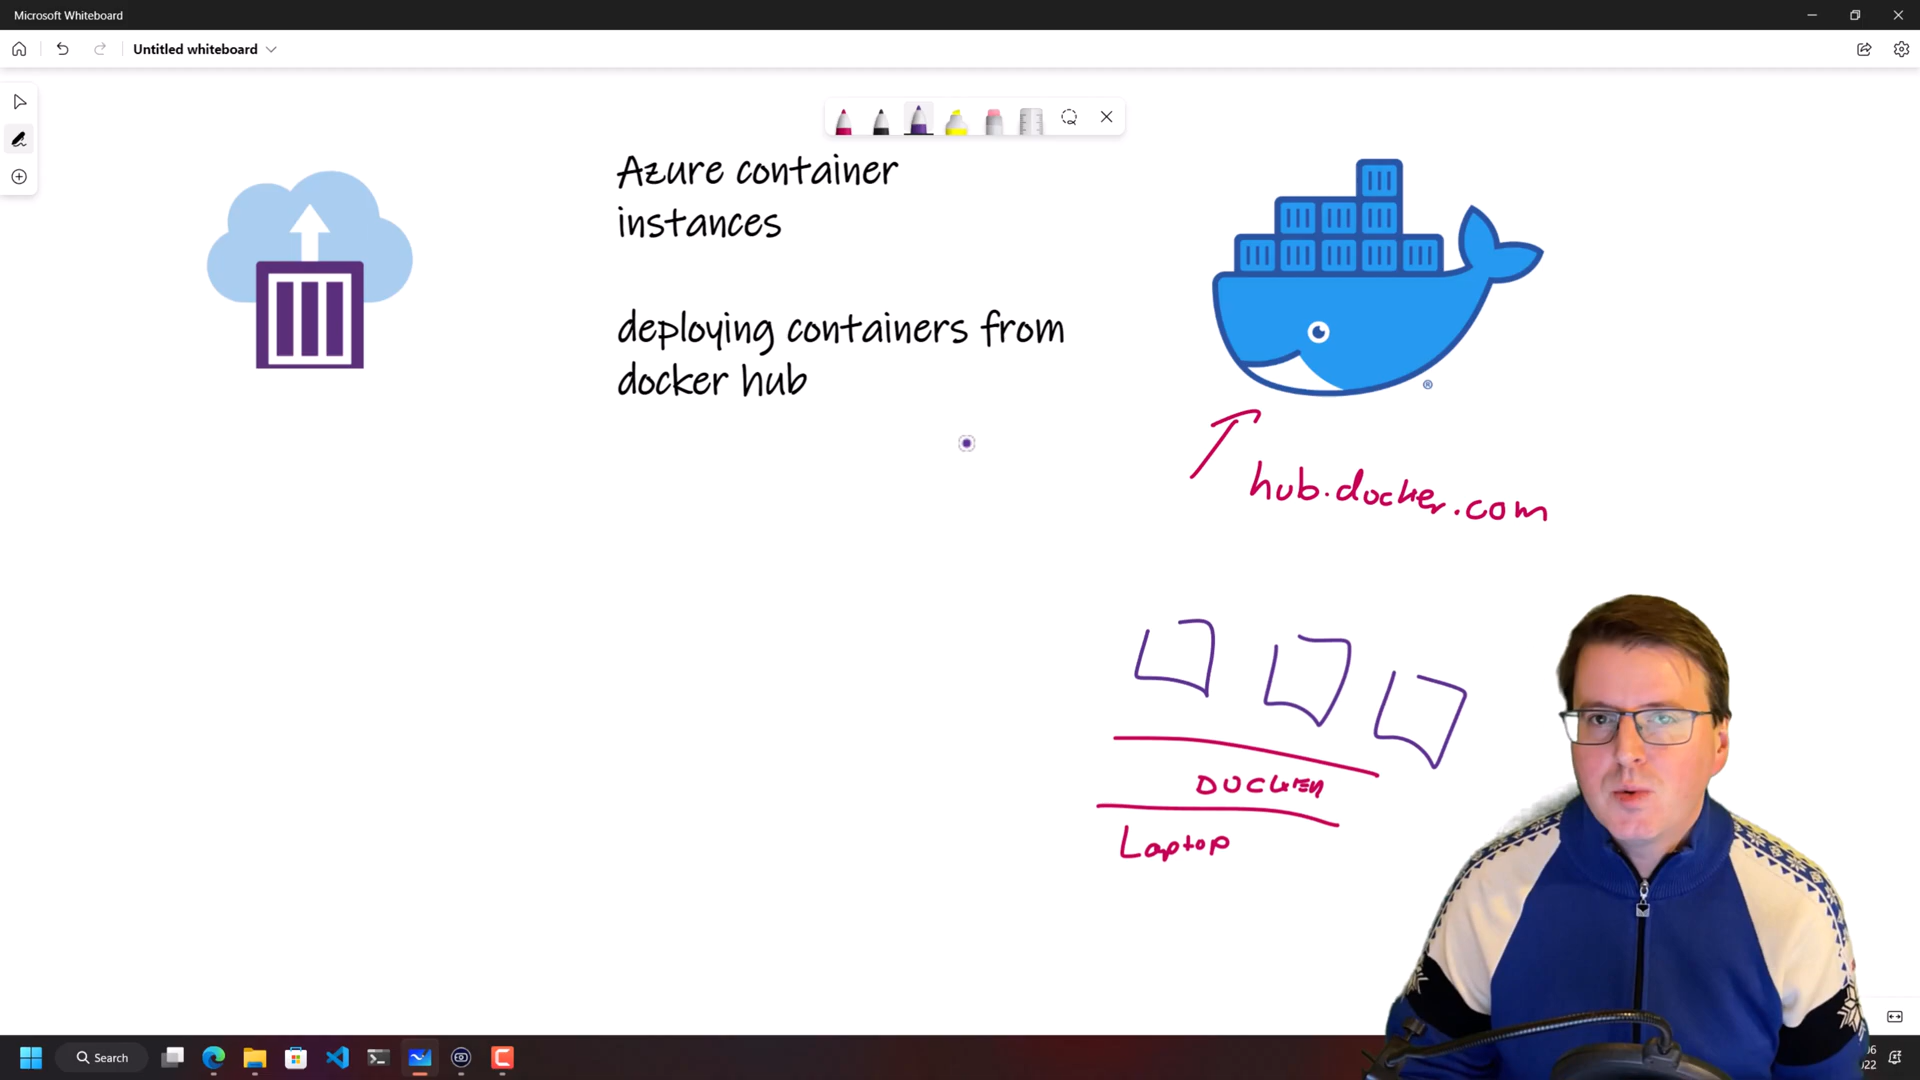 Microsoft Whiteboard
Untitled whiteboard
Azure container
instances
deploying containers from
docker hub
®
hub.docker.com
DOCKER
Laptop
Search